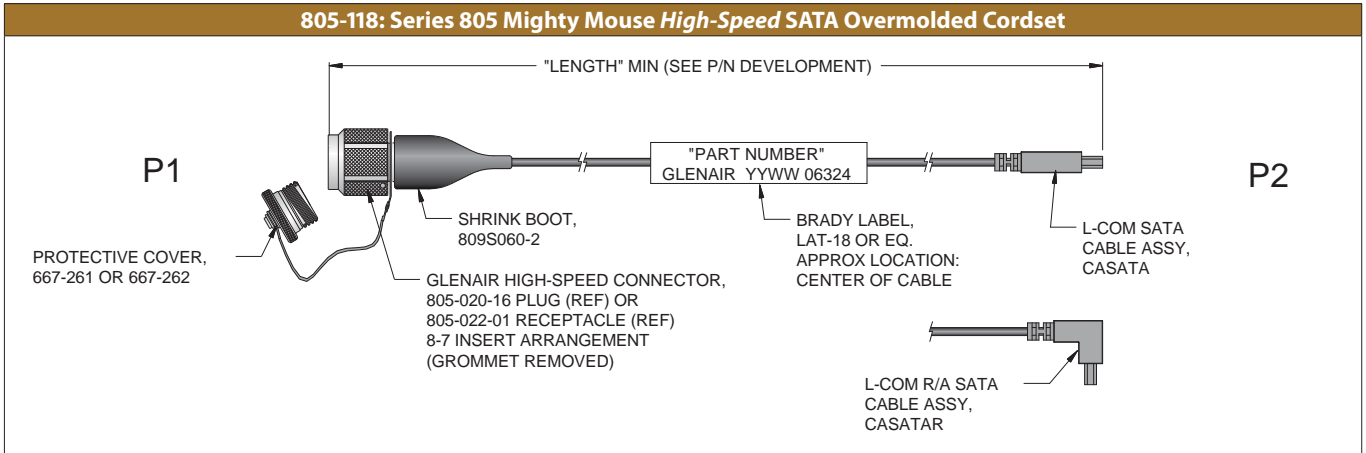 805-118: Series 805 Mighty Mouse High-Speed SATA Overmolded Cordset
"LENGTH" MIN (SEE P/N DEVELOPMENT)
P1
"PART NUMBER"
GLENAIR YYWW 06324
P2
PROTECTIVE COVER,
667-261 OR 667-262
SHRINK BOOT,
809S060-2
GLENAIR HIGH-SPEED CONNECTOR,
805-020-16 PLUG (REF) OR
805-022-01 RECEPTACLE (REF)
8-7 INSERT ARRANGEMENT
(GROMMET REMOVED)
BRADY LABEL,
LAT-18 OR EQ.
APPROX LOCATION:
CENTER OF CABLE
L-COM SATA
CABLE ASSY,
CASATA
L-COM R/A SATA
CABLE ASSY,
CASATAR